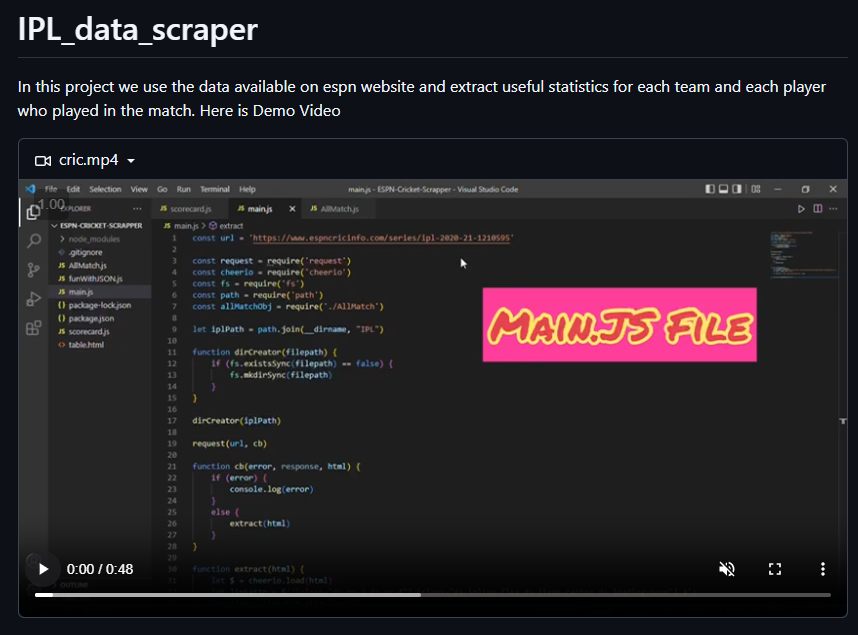 IPL_data_scraper
In this project we use the data available on espn website and extract useful statistics for each team and each player
who played in the match. Here is Demo Video
cric.mp4
File Edit Selection View Go Run Terminal Help
main.js - ESPN-Cricket-Scrapper - Visual Studio Code
1.00
EXPLORER
JS scorecard.js
JS main.js
JS AllMatch.js
ESPN-CRICKET-SCRAPPER
node_modules
.gitignore
JS AllMatch.js
JS funWithJSON.js
JS main.js
{} package-lock.json
{} package.json
JS scorecard.js
<> table.html
JS main.js > extract
1 const url = 'https://www.espncricinfo.com/series/ipl-2020-21-1210595'
2
3 const request = require('request')
4 const cheerio = require('cheerio')
5 const fs = require('fs')
6 const path = require('path')
7 const allMatchObj = require('./AllMatch')
8
9 let iplPath = path.join(__dirname, "IPL")
10
11 function dirCreator(filepath) {
12 if (fs.existsSync(filepath) == false) {
13 fs.mkdirSync(filepath)
14 }
15 }
16
17 dirCreator(iplPath)
18
19 request(url, cb)
20
21 function cb(error, response, html) {
22 if (error) {
23 console.log(error)
24 }
25 else {
26 extract(html)
27 }
28 }
29
30 function extract(html) {
let $ = cheerio.load(html)
MAIN.JS FILE
OUTLINE
0:00 / 0:48